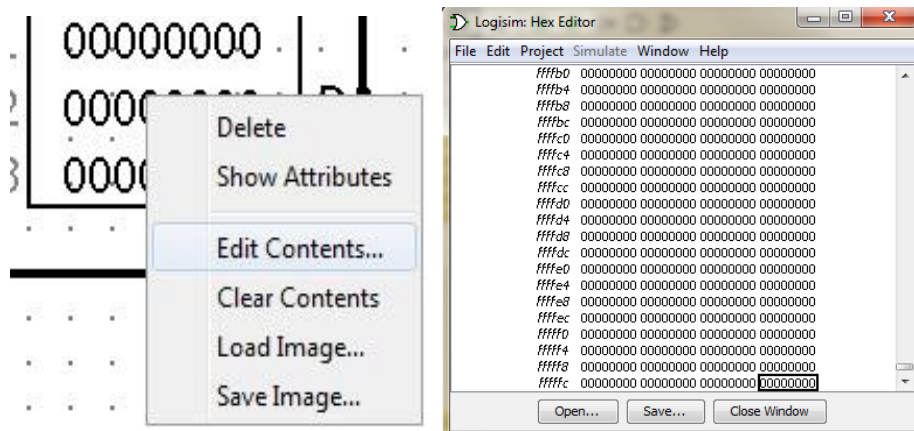 00000000
0000
000
Delete
Show Attributes
Edit Contents...
Clear Contents
Load Image...
Save Image...
Logisim: Hex Editor
File Edit Project Simulate Window Help
ffffb0 00000000 00000000 00000000 00000000
ffffb4 00000000 00000000 00000000 00000000
ffffb8 00000000 00000000 00000000 00000000
ffffbc 00000000 00000000 00000000 00000000
ffffc0 00000000 00000000 00000000 00000000
ffffc4 00000000 00000000 00000000 00000000
ffffc8 00000000 00000000 00000000 00000000
ffffcc 00000000 00000000 00000000 00000000
ffffd0 00000000 00000000 00000000 00000000
ffffd4 00000000 00000000 00000000 00000000
ffffd8 00000000 00000000 00000000 00000000
ffffdc 00000000 00000000 00000000 00000000
ffffe0 00000000 00000000 00000000 00000000
ffffe4 00000000 00000000 00000000 00000000
ffffe8 00000000 00000000 00000000 00000000
ffffec 00000000 00000000 00000000 00000000
fffff0 00000000 00000000 00000000 00000000
fffff4 00000000 00000000 00000000 00000000
fffff8 00000000 00000000 00000000 00000000
fffffc 00000000 00000000 00000000 00000000
Open... Save... Close Window